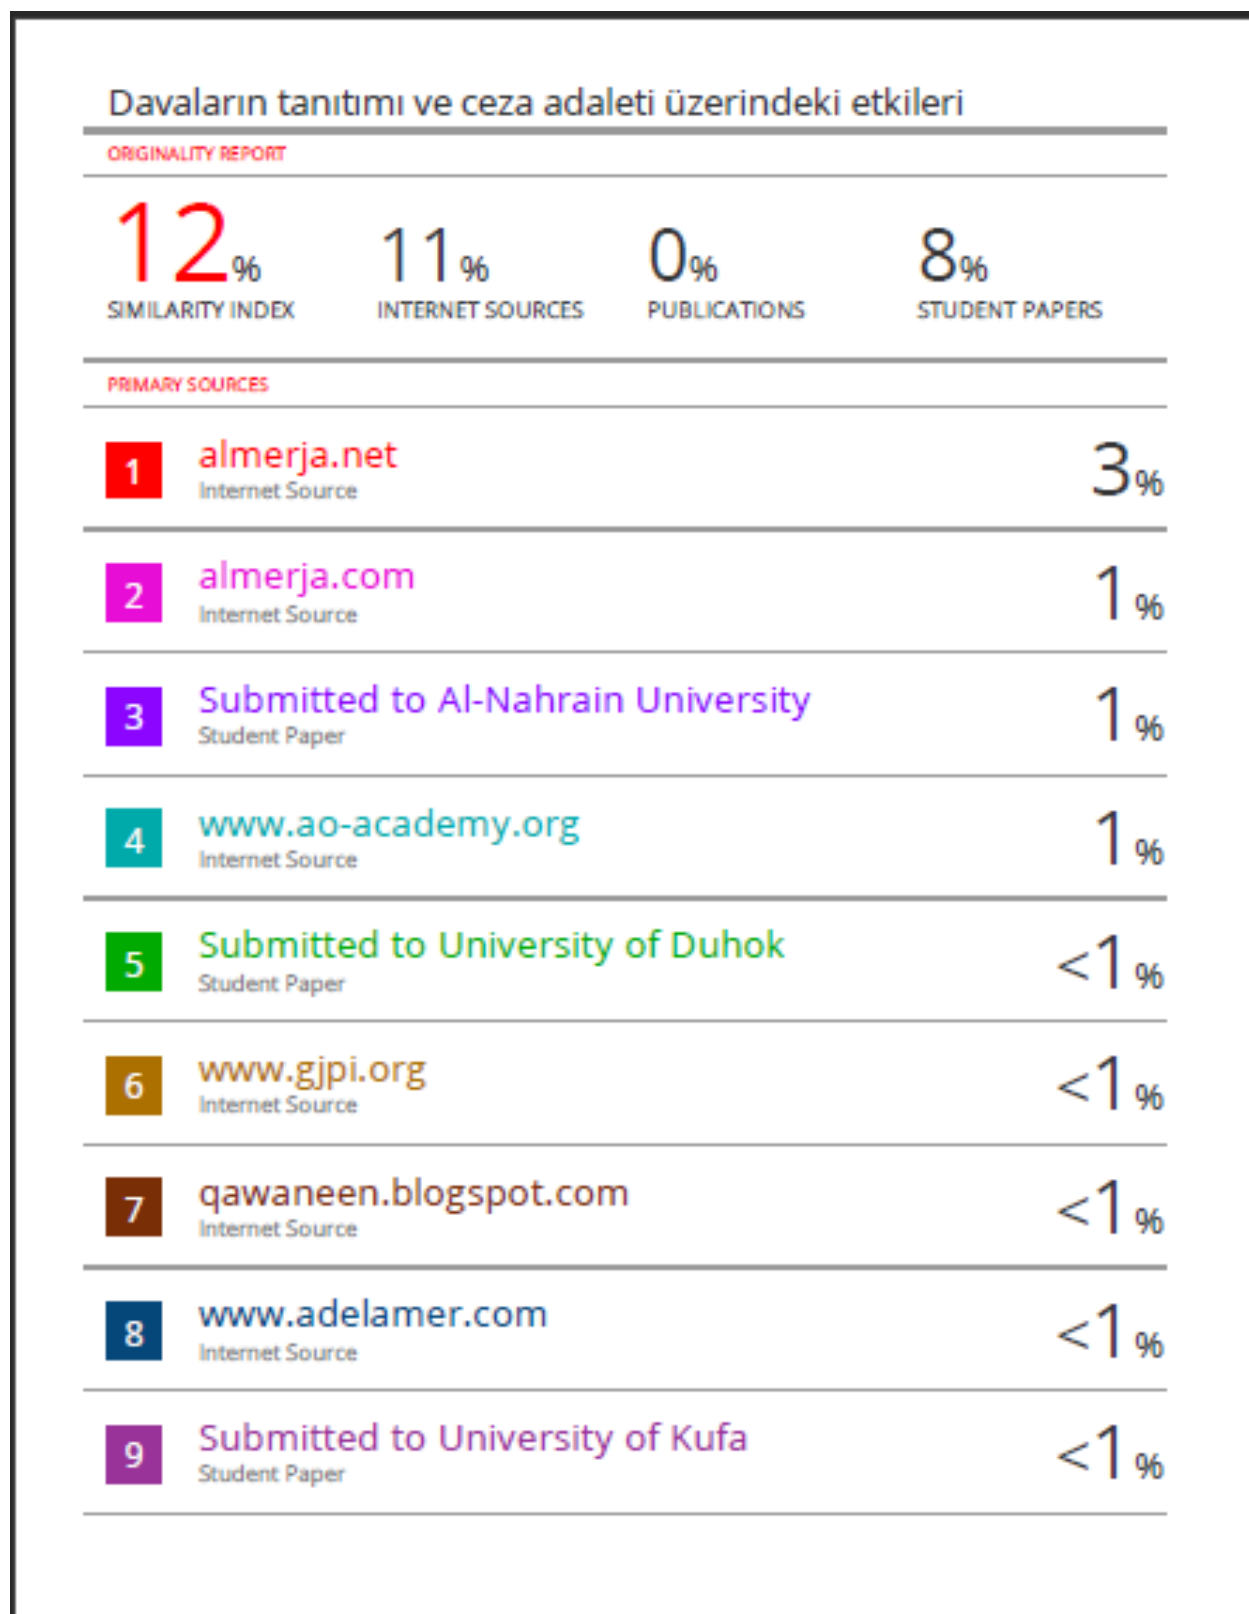 Davaların tanıtımı ve ceza adaleti üzerindeki etkileri
ORIGINALITY REPORT
12% 11% 0% 8%
SIMILARITY INDEX INTERNET SOURCES PUBLICATIONS STUDENT PAPERS
PRIMARY SOURCES
1 almerja.net 3%
Internet Source
2 almerja.com 1%
Internet Source
3 Submitted to Al-Nahrain University 1%
Student Paper
4 www.ao-academy.org 1%
Internet Source
5 Submitted to University of Duhok <1%
Student Paper
6 www.gjpi.org <1%
Internet Source
7 qawaneen.blogspot.com <1%
Internet Source
8 www.adelamer.com <1%
Internet Source
9 Submitted to University of Kufa <1%
Student Paper